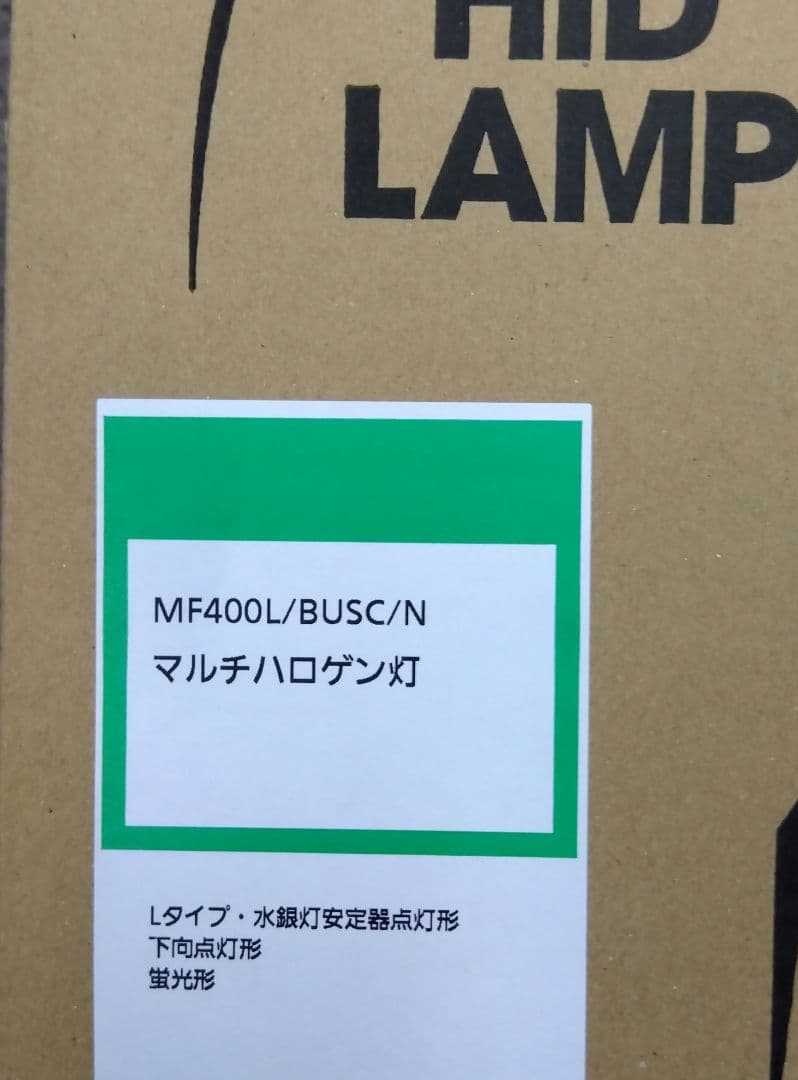 HID
LAMP
MF400L/BUSC/N
マルチハロゲン灯
Lタイプ・水銀灯安定器点灯形
下向点灯形
蛍光形